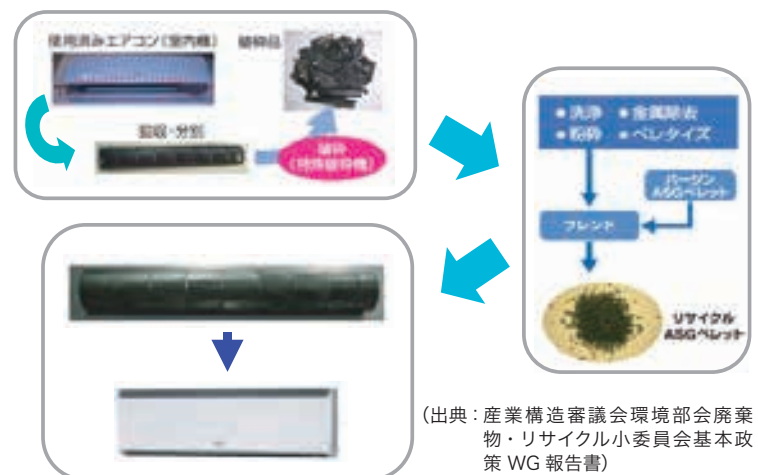 使用済みエアコン(室内機)
破砕品
回収・分別
破砕
(特殊破砕機)
●洗浄 ●金属除去
●粉砕 ●ペレタイズ
バージン
ASGペレット
ブレンド
リサイクル
ASGペレット
(出典:産業構造審議会環境部会廃棄
物・リサイクル小委員会基本政
策 WG 報告書)